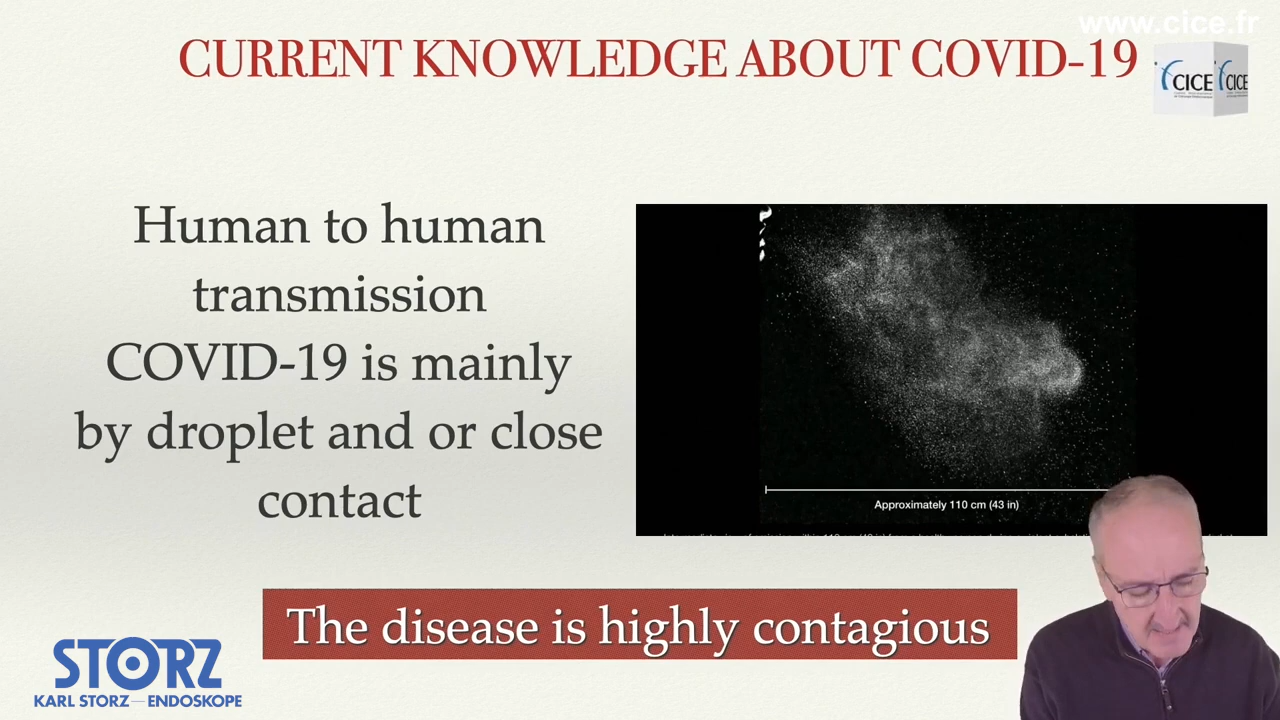 www.cice.fr
CURRENT KNOWLEDGE ABOUT COVID-19
CICE
CICE
Human to human
transmission
COVID-19 is mainly
by droplet and or close
contact
Approximately 110 cm (43 in)
The disease is highly contagious
STORZ
KARL STORZ—ENDOSKOPE